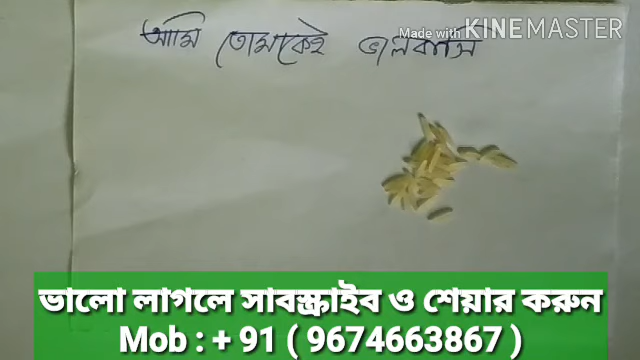 Made with KINEMASTER
আমি তোমাকেই ভালবাসি
ভালো লাগলে সাবস্ক্রাইব ও শেয়ার করুন
Mob : + 91 ( 9674663867 )